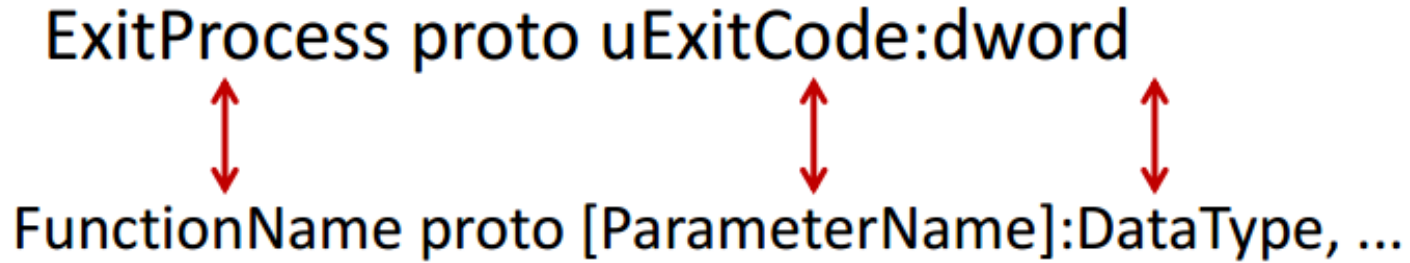 ExitProcess proto uExitCode:dword
FunctionName proto [ParameterName]:DataType, ...